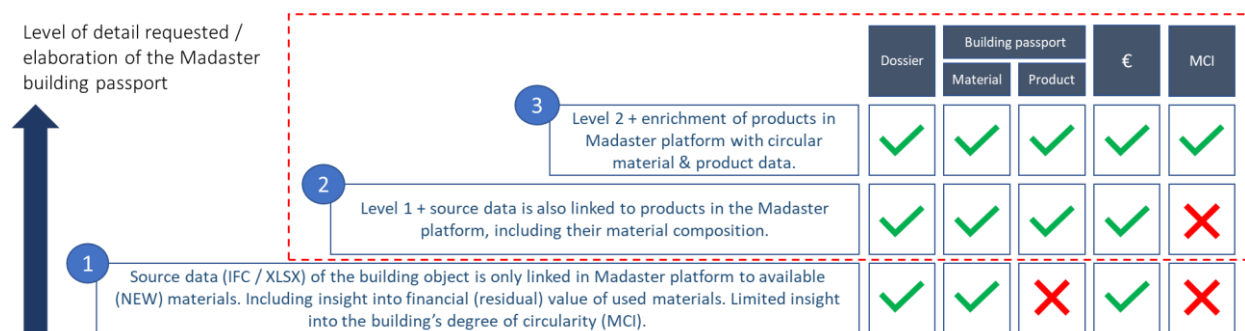 Level of detail requested /
elaboration of the Madaster
building passport
Dossier
Building passport
Material
Product
€
MCI
3
Level 2 + enrichment of products in
Madaster platform with circular
material & product data.
2
Level 1 + source data is also linked to products in the Madaster
platform, including their material composition.
1
Source data (IFC / XLSX) of the building object is only linked in Madaster platform to available
(NEW) materials. Including insight into financial (residual) value of used materials. Limited insight
into the building’s degree of circularity (MCI).